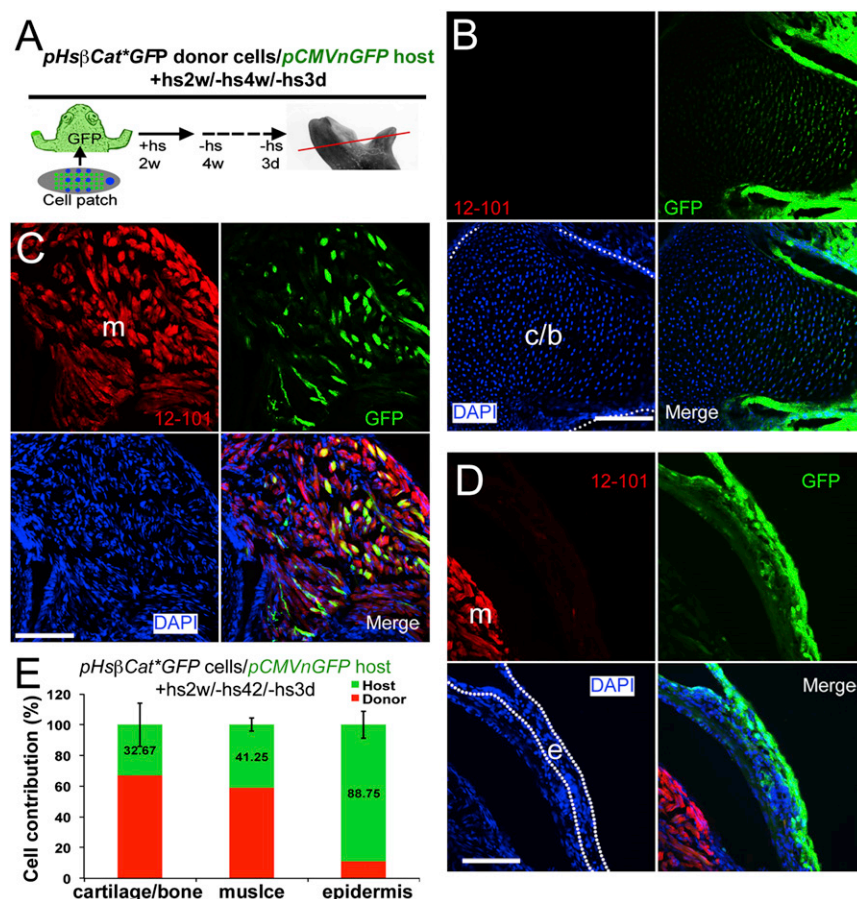 A
pHsβCat*GFP donor cells/pCMVnGFP host
+hs2w/-hs4w/-hs3d
GFP
+hs
2w
-hs
4w
-hs
3d
Cell patch
B
12-101
GFP
c/b
DAPI
Merge
C
m
12-101
GFP
DAPI
Merge
D
12-101
GFP
m
DAPI
e
Merge
E
pHsβCat*GFP cells/pCMVnGFP host
+hs2w/-hs42/-hs3d
Host
Donor
Cell contribution (%)
120
100
80
60
40
20
0
32.67
41.25
88.75
cartilage/bone
muslce
epidermis